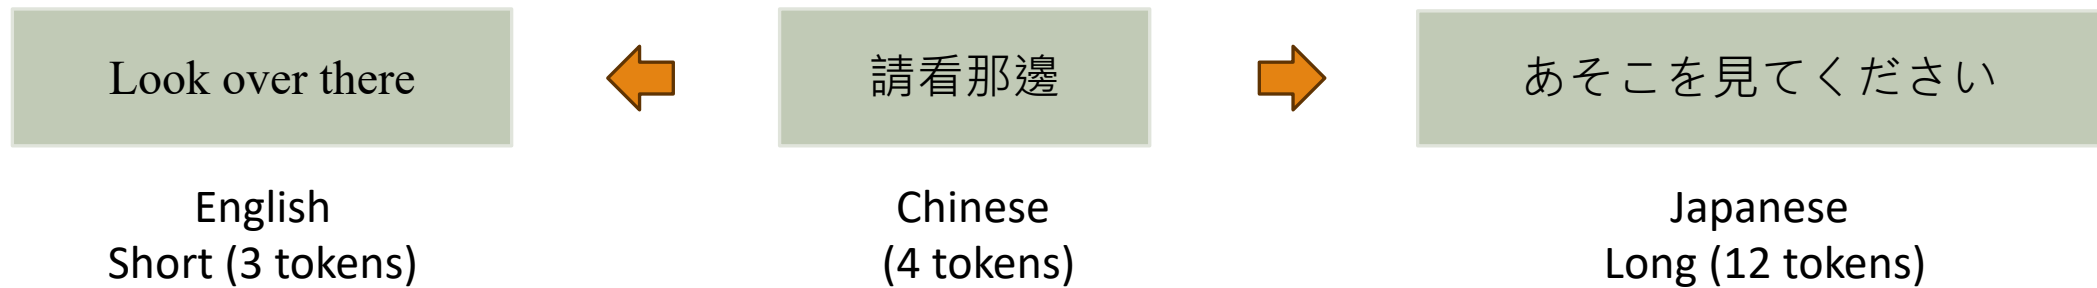 Look over there
請看那邊
あそこを見てください
English
Short (3 tokens)
Chinese
(4 tokens)
Japanese
Long (12 tokens)